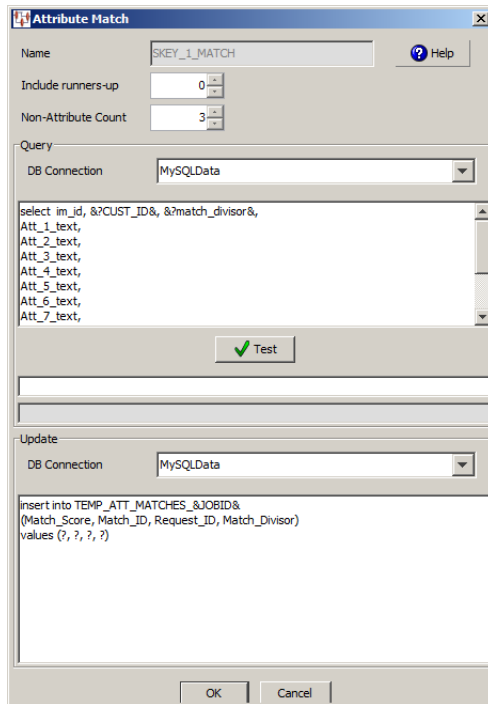 Attribute Match
Name SKEY_1_MATCH Help
Include runners-up 0
Non-Attribute Count 3
Query
DB Connection MySQLData
select im_id, &?CUST_ID&, &?match_divisor&,
Att_1_text,
Att_2_text,
Att_3_text,
Att_4_text,
Att_5_text,
Att_6_text,
Att_7_text,
Test
Update
DB Connection MySQLData
insert into TEMP_ATT_MATCHES_&JOBID&
(Match_Score, Match_ID, Request_ID, Match_Divisor)
values (?, ?, ?, ?)
OK Cancel